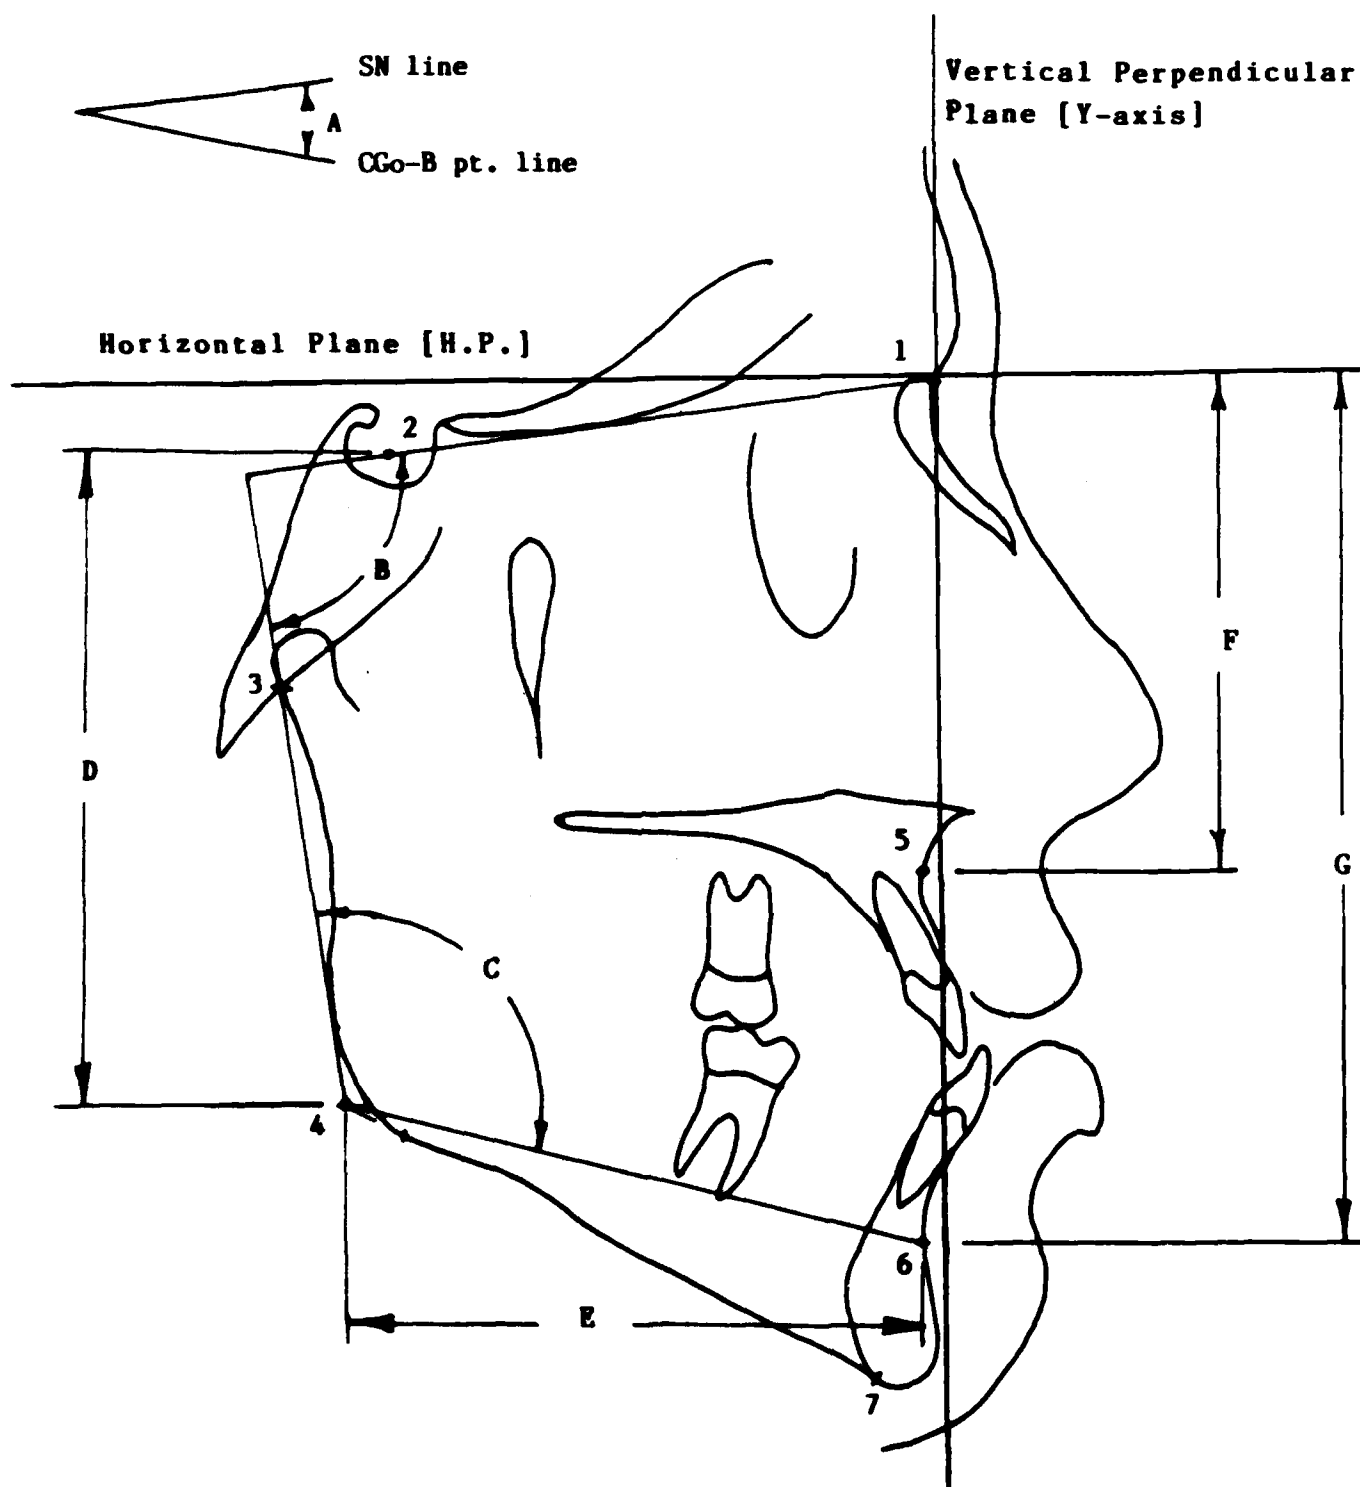 SN line
A
CGo-B pt. line
Vertical Perpendicular
Plane [Y-axis]
Horizontal Plane [H.P.]
1
2
B
3
F
D
5
G
C
4
6
E
7